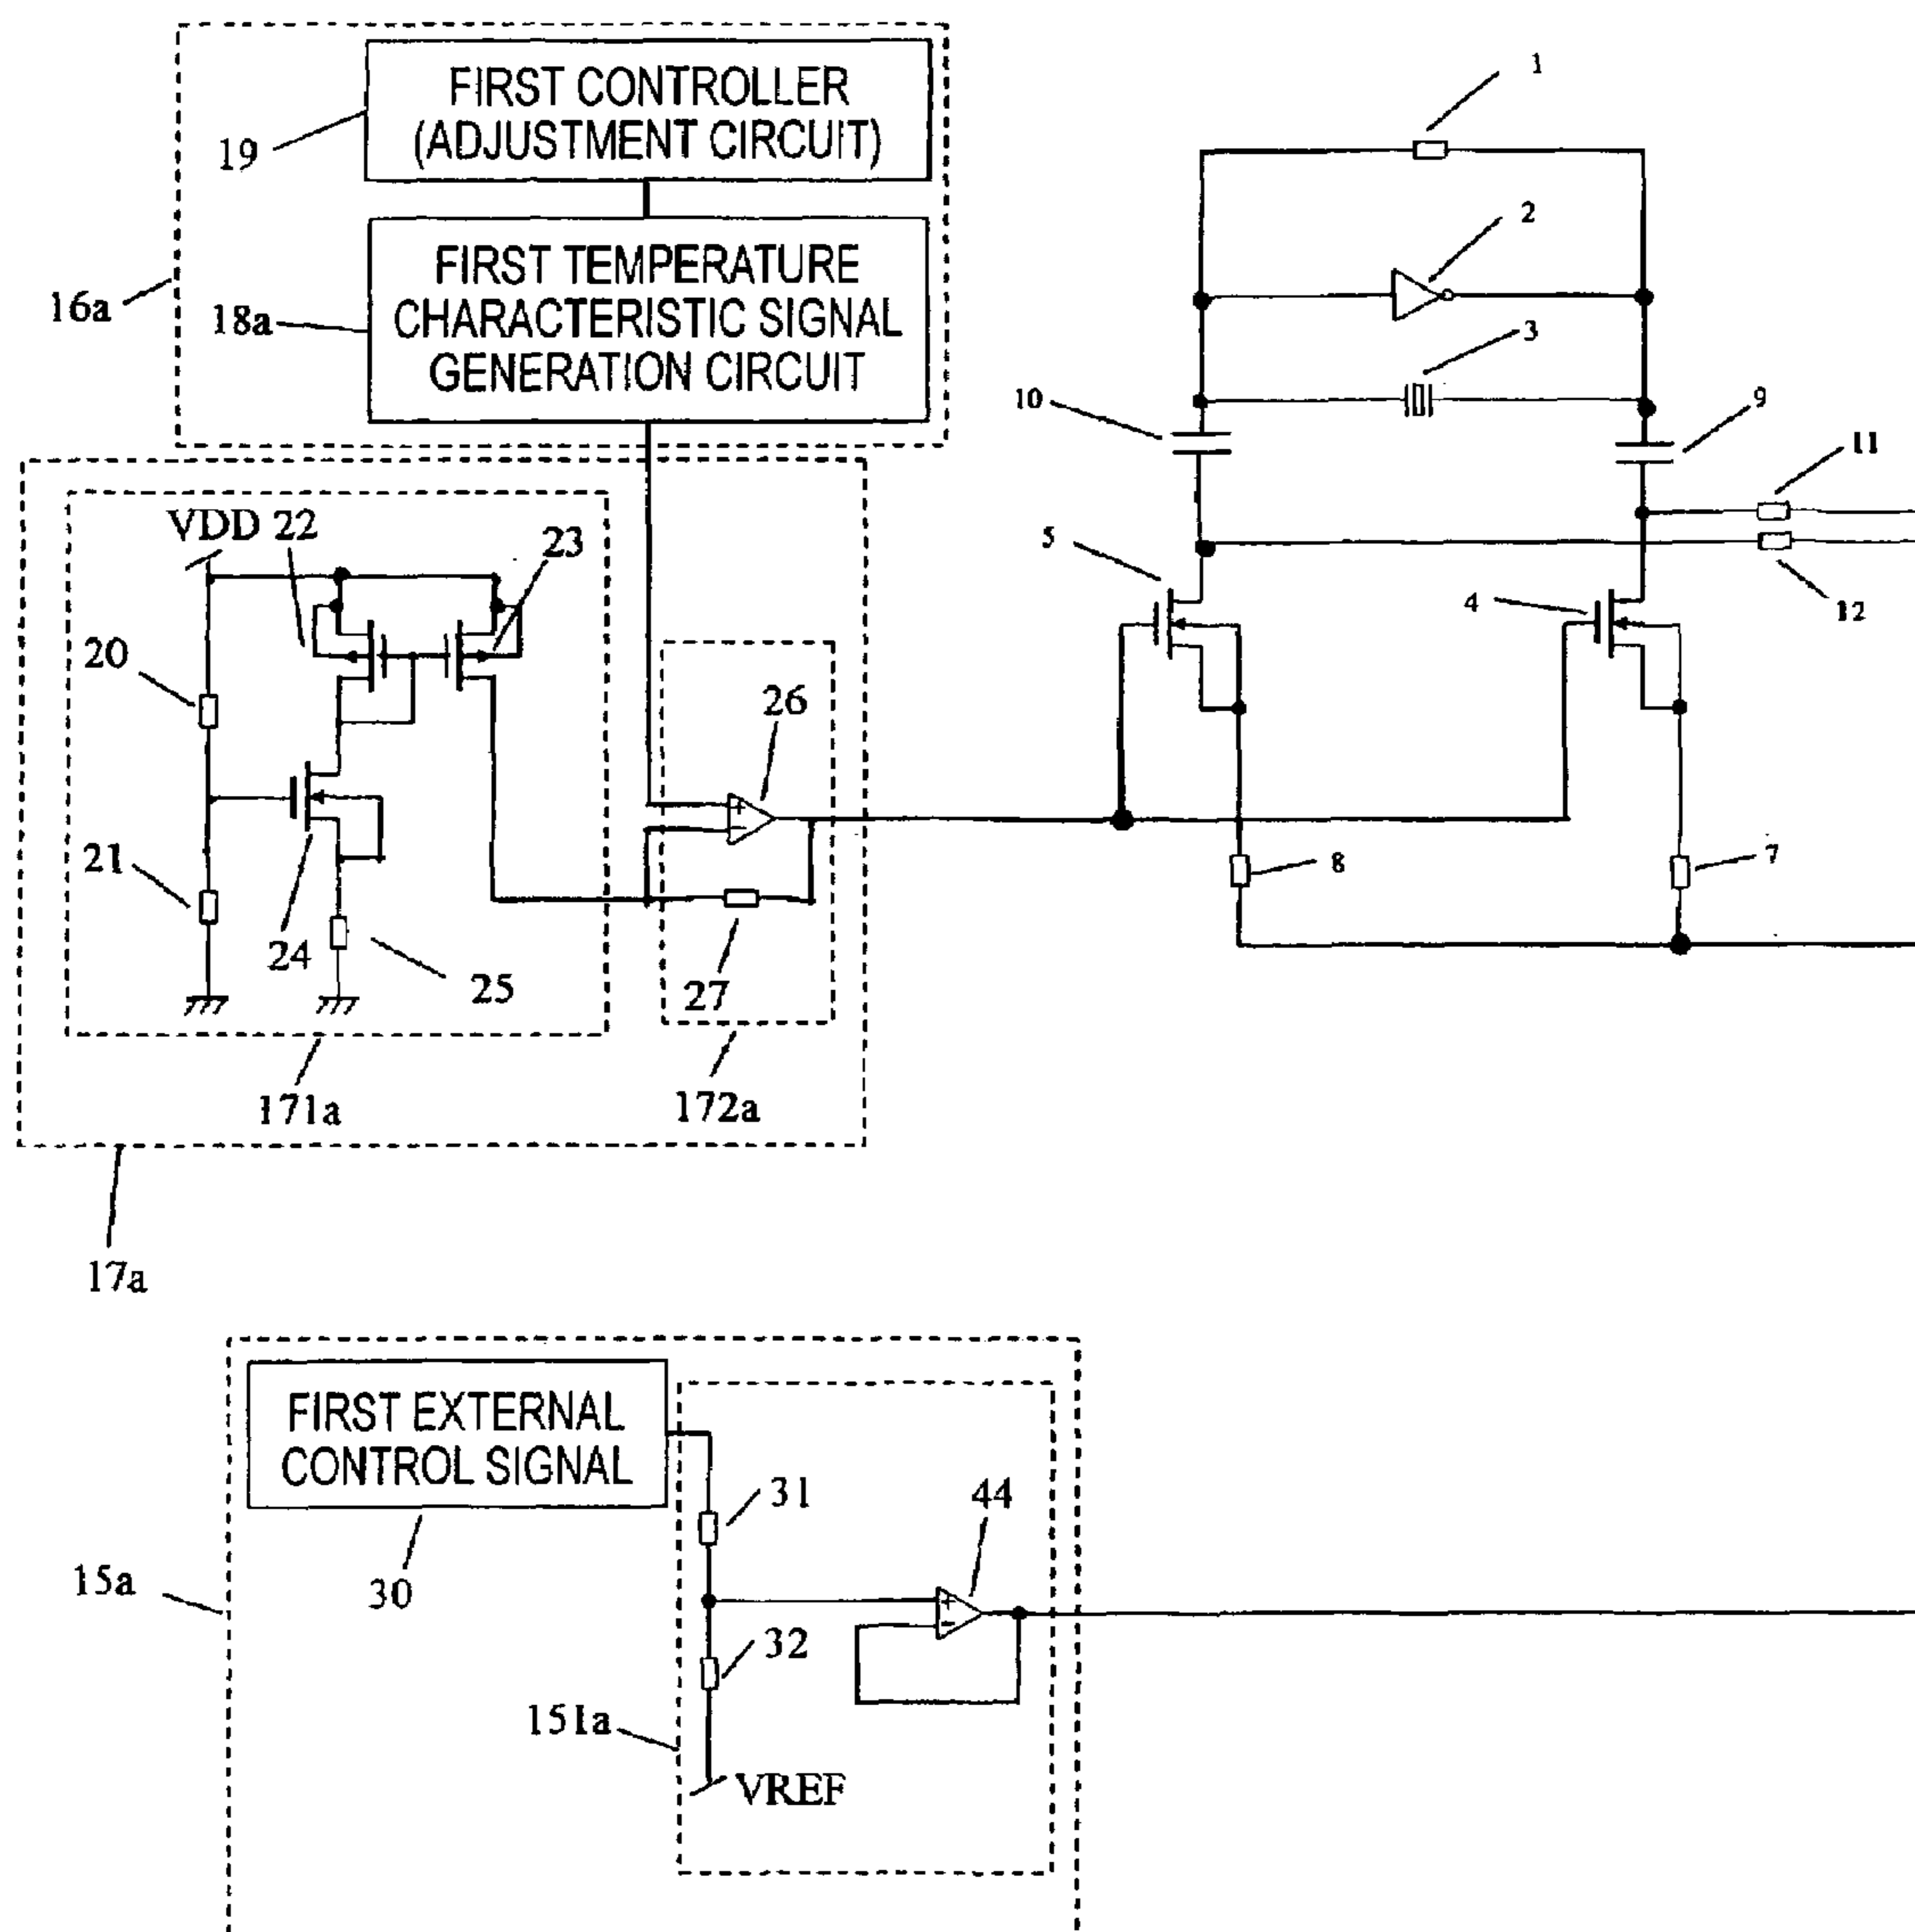 FIRST CONTROLLER
(ADJUSTMENT CIRCUIT)
19
FIRST TEMPERATURE
CHARACTERISTIC SIGNAL
GENERATION CIRCUIT
16a
18a
1
2
3
10
9
11
5
4
12
VDD 22
23
20
26
21
24
25
27
8
7
171a
172a
17a
FIRST EXTERNAL
CONTROL SIGNAL
31
44
15a
30
32
151a
VREF